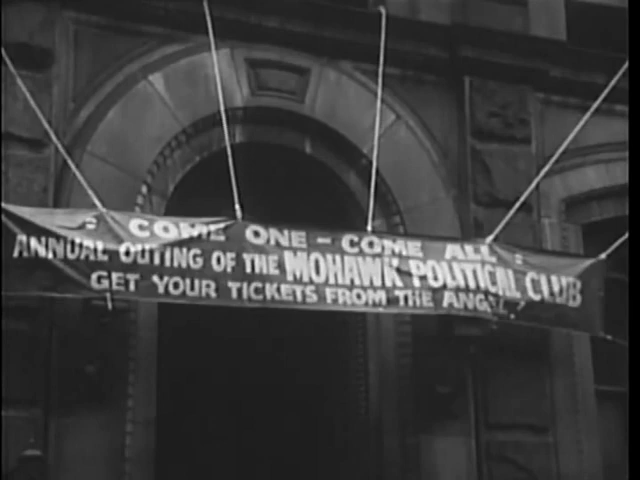 COME ONE - COME ALL
ANNUAL OUTING OF THE MOHAWK POLITICAL CLUB
GET YOUR TICKETS FROM THE